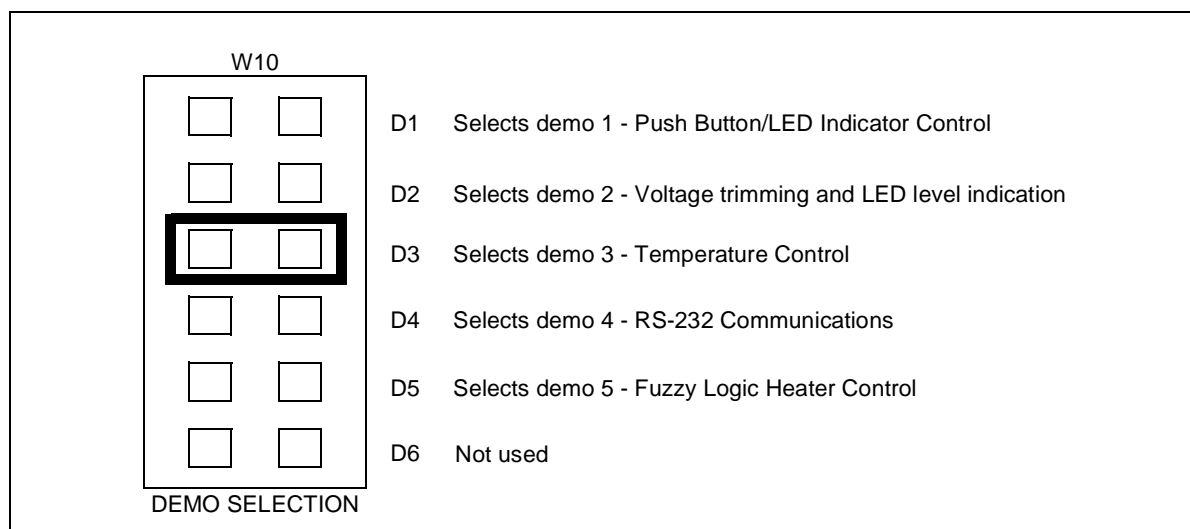 W10
D1 Selects demo 1 - Push Button/LED Indicator Control
D2 Selects demo 2 - Voltage trimming and LED level indication
D3 Selects demo 3 - Temperature Control
D4 Selects demo 4 - RS-232 Communications
D5 Selects demo 5 - Fuzzy Logic Heater Control
D6 Not used
DEMO SELECTION